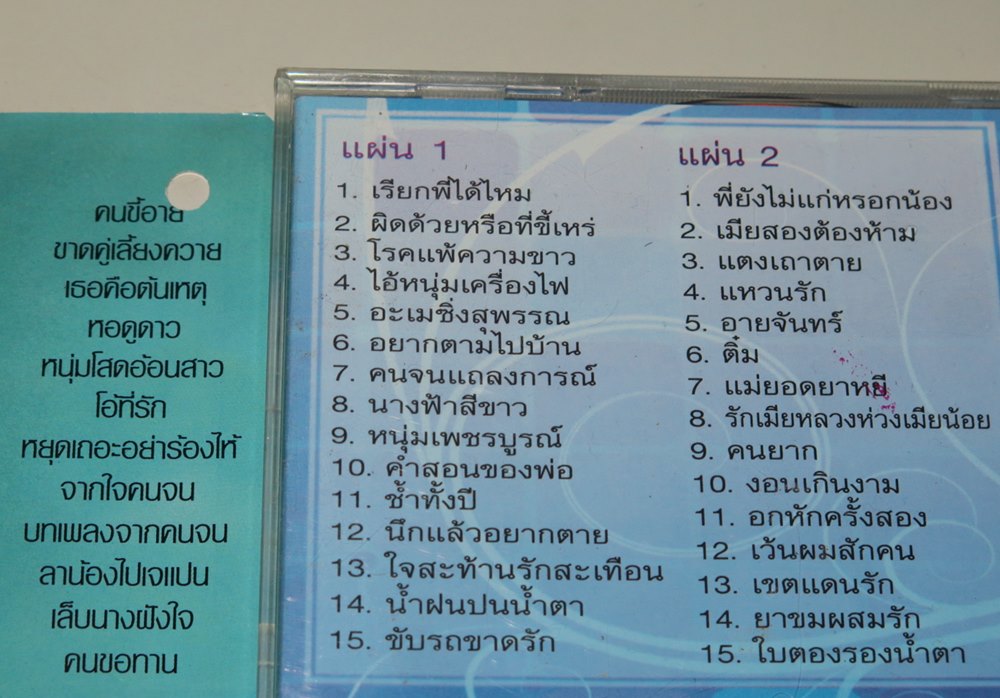 คนขี้อาย
ขาดคู่เลี้ยงควาย
เธอคือต้นเหตุ
หอดูดาว
หนุ่มโสดอ้อนสาว
โอ้ที่รัก
หยุดเถอะอย่าร้องไห้
จากใจคนจน
บทเพลงจากคนจน
ลาน้องไปเจแปน
เล็บนางฝังใจ
คนขอทาน
แผ่น 1
1. เรียกพี่ได้ไหม
2. ผิดด้วยหรือที่ขี้เหร่
3. โรคแพ้ความขาว
4. ไอ้หนุ่มเครื่องไฟ
5. อะเมซิ่งสุพรรณ
6. อยากตามไปบ้าน
7. คนจนแถลงการณ์
8. นางฟ้าสีขาว
9. หนุ่มเพชรบูรณ์
10. คำสอนของพ่อ
11. ช้ำทั้งปี
12. นึกแล้วอยากตาย
13. ใจสะท้านรักสะเทือน
14. น้ำฝนปนน้ำตา
15. ขับรถขาดรัก
แผ่น 2
1. พี่ยังไม่แก่หรอกน้อง
2. เมียสองต้องห้าม
3. แตงเถาตาย
4. แหวนรัก
5. อายจันทร์
6. ติ๋ม
7. แม่ยอดยาหยี
8. รักเมียหลวงห่วงเมียน้อย
9. คนยาก
10. งอนเกินงาม
11. อกหักครั้งสอง
12. เว้นผมสักคน
13. เขตแดนรัก
14. ยาขมผสมรัก
15. ใบตองรองน้ำตา